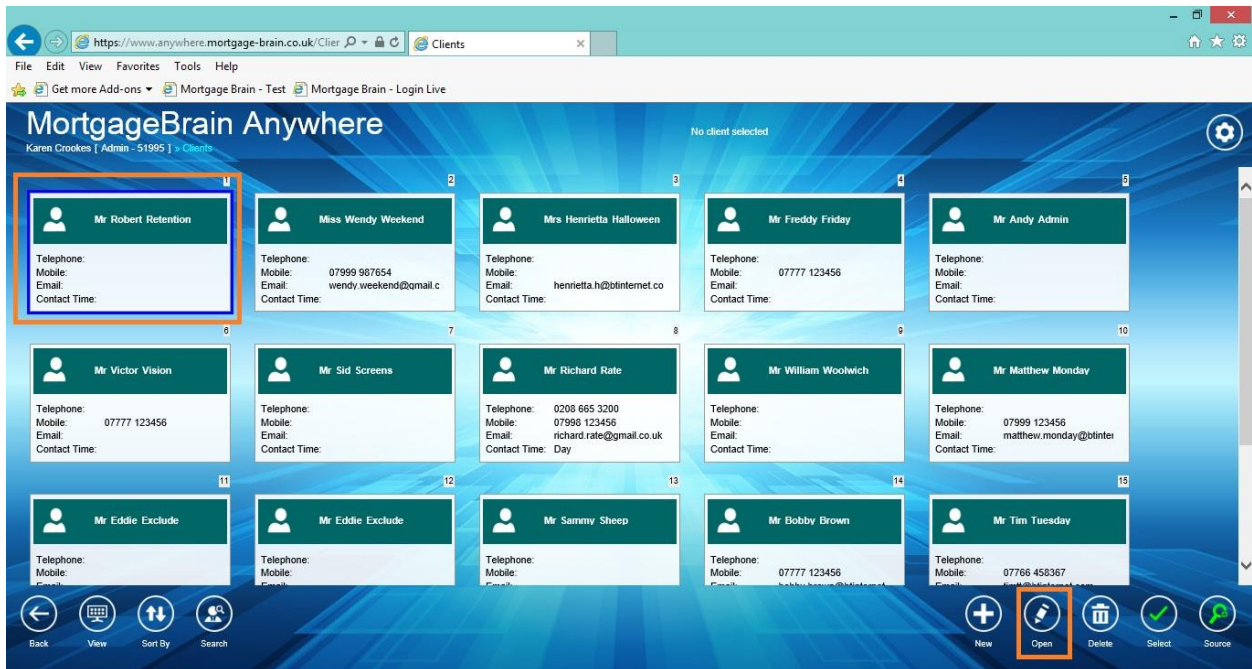 https://www.anywhere.mortgage-brain.co.uk/Clier
Clients
File Edit View Favorites Tools Help
Get more Add-ons Mortgage Brain - Test Mortgage Brain - Login Live
MortgageBrain Anywhere
No client selected
Karen Crookes [ Admin - 51995 ] » Clients
1
Mr Robert Retention
Telephone:
Mobile:
Email:
Contact Time:
2
Miss Wendy Weekend
Telephone:
Mobile: 07999 987654
Email: wendy.weekend@gmail.c
Contact Time:
3
Mrs Henrietta Halloween
Telephone:
Mobile:
Email: henrietta.h@btinternet.co
Contact Time:
4
Mr Freddy Friday
Telephone:
Mobile: 07777 123456
Email:
Contact Time:
5
Mr Andy Admin
Telephone:
Mobile:
Email:
Contact Time:
6
Mr Victor Vision
Telephone:
Mobile: 07777 123456
Email:
Contact Time:
7
Mr Sid Screens
Telephone:
Mobile:
Email:
Contact Time:
8
Mr Richard Rate
Telephone: 0208 665 3200
Mobile: 07998 123456
Email: richard.rate@gmail.co.uk
Contact Time: Day
9
Mr William Woolwich
Telephone:
Mobile:
Email:
Contact Time:
10
Mr Matthew Monday
Telephone:
Mobile: 07999 123456
Email: matthew.monday@btinter
Contact Time:
11
Mr Eddie Exclude
Telephone:
Mobile:
12
Mr Eddie Exclude
Telephone:
Mobile:
13
Mr Sammy Sheep
Telephone:
Mobile:
14
Mr Bobby Brown
Telephone:
Mobile: 07777 123456
15
Mr Tim Tuesday
Telephone:
Mobile: 07766 458367
Back View Sort By Search New Open Delete Select Source